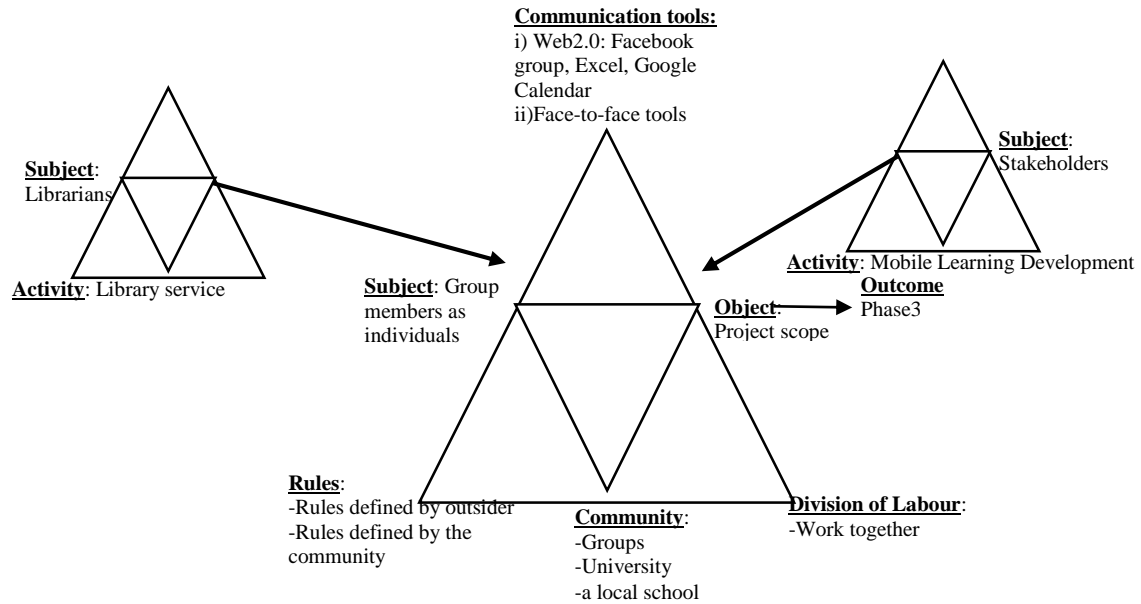 Communication tools:
i) Web2.0: Facebook
group, Excel, Google
Calendar
ii)Face-to-face tools
Subject:
Librarians
Activity: Library service
Subject:
Stakeholders
Activity: Mobile Learning Development
Subject: Group
members as
individuals
Object:
Project scope
Outcome
Phase3
Rules:
-Rules defined by outsider
-Rules defined by the
community
Community:
-Groups
-University
-a local school
Division of Labour:
-Work together